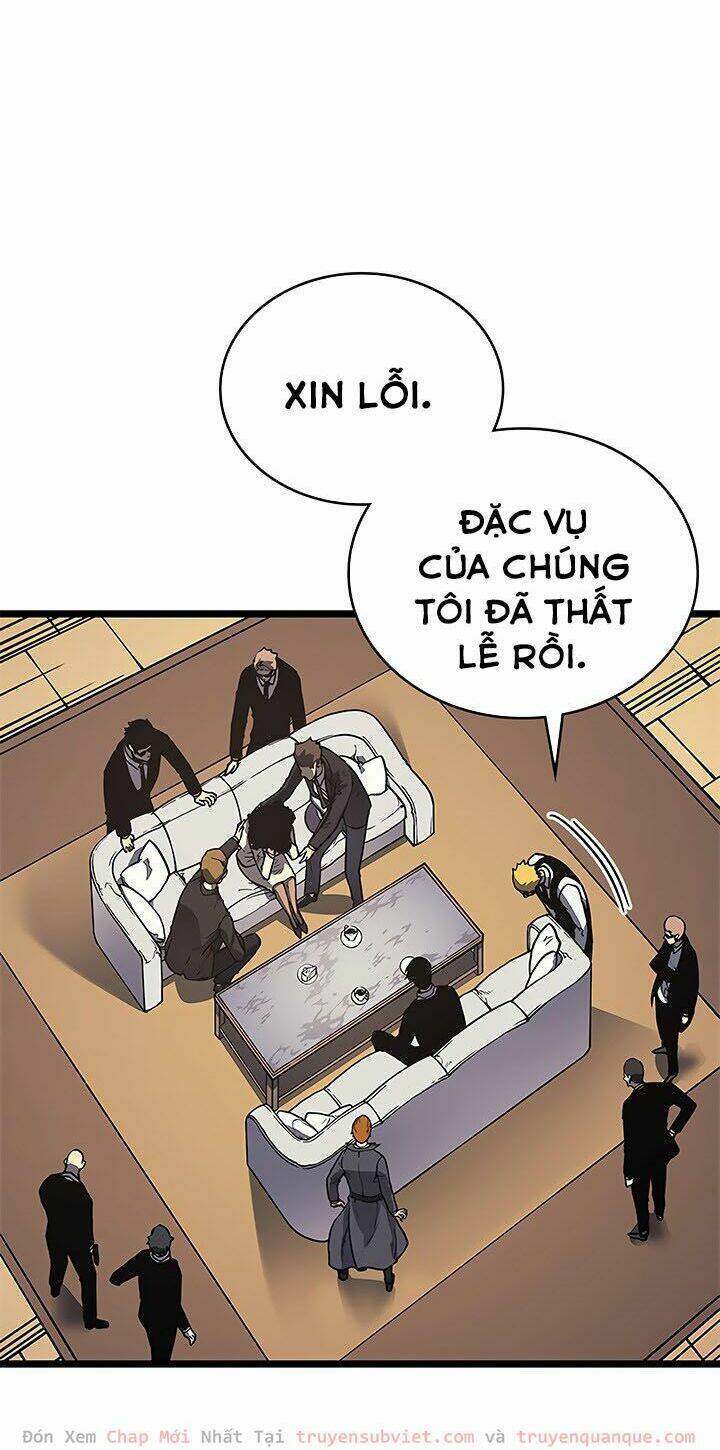 XIN LỖI.
ĐẶC VỤ
CỦA CHÚNG
TÔI ĐÃ THẤT
LỄ RỒI.
Đón Xem Chap Mới Nhất Tại truyensubviet.com và truyenquanque.com